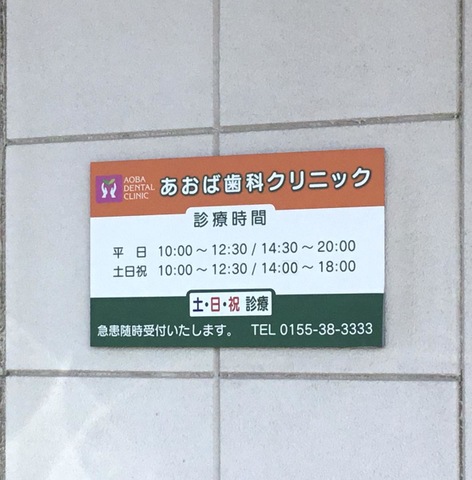 AOBA
DENTAL
CLINIC
あおば歯科クリニック
診療時間
平　日 10:00～12:30 / 14:30～20:00
土日祝 10:00～12:30 / 14:00～18:00
土・日・祝 診療
急患随時受付いたします。 TEL 0155-38-3333